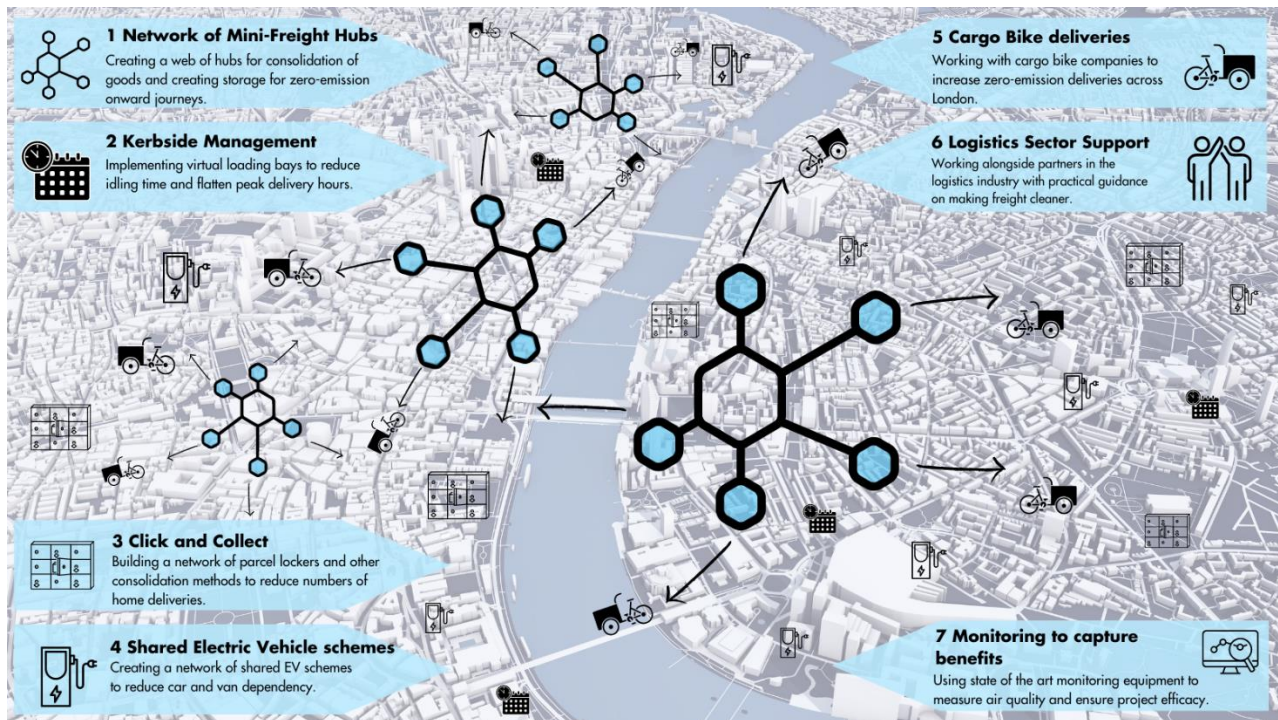 1 Network of Mini-Freight Hubs
Creating a web of hubs for consolidation of
goods and creating storage for zero-emission
onward journeys.
2 Kerbside Management
Implementing virtual loading bays to reduce
idling time and flatten peak delivery hours.
3 Click and Collect
Building a network of parcel lockers and other
consolidation methods to reduce numbers of
home deliveries.
4 Shared Electric Vehicle schemes
Creating a network of shared EV schemes
to reduce car and van dependency.
5 Cargo Bike deliveries
Working with cargo bike companies to
increase zero-emission deliveries across
London.
6 Logistics Sector Support
Working alongside partners in the
logistics industry with practical guidance
on making freight cleaner.
7 Monitoring to capture
benefits
Using state of the art monitoring equipment to
measure air quality and ensure project efficacy.